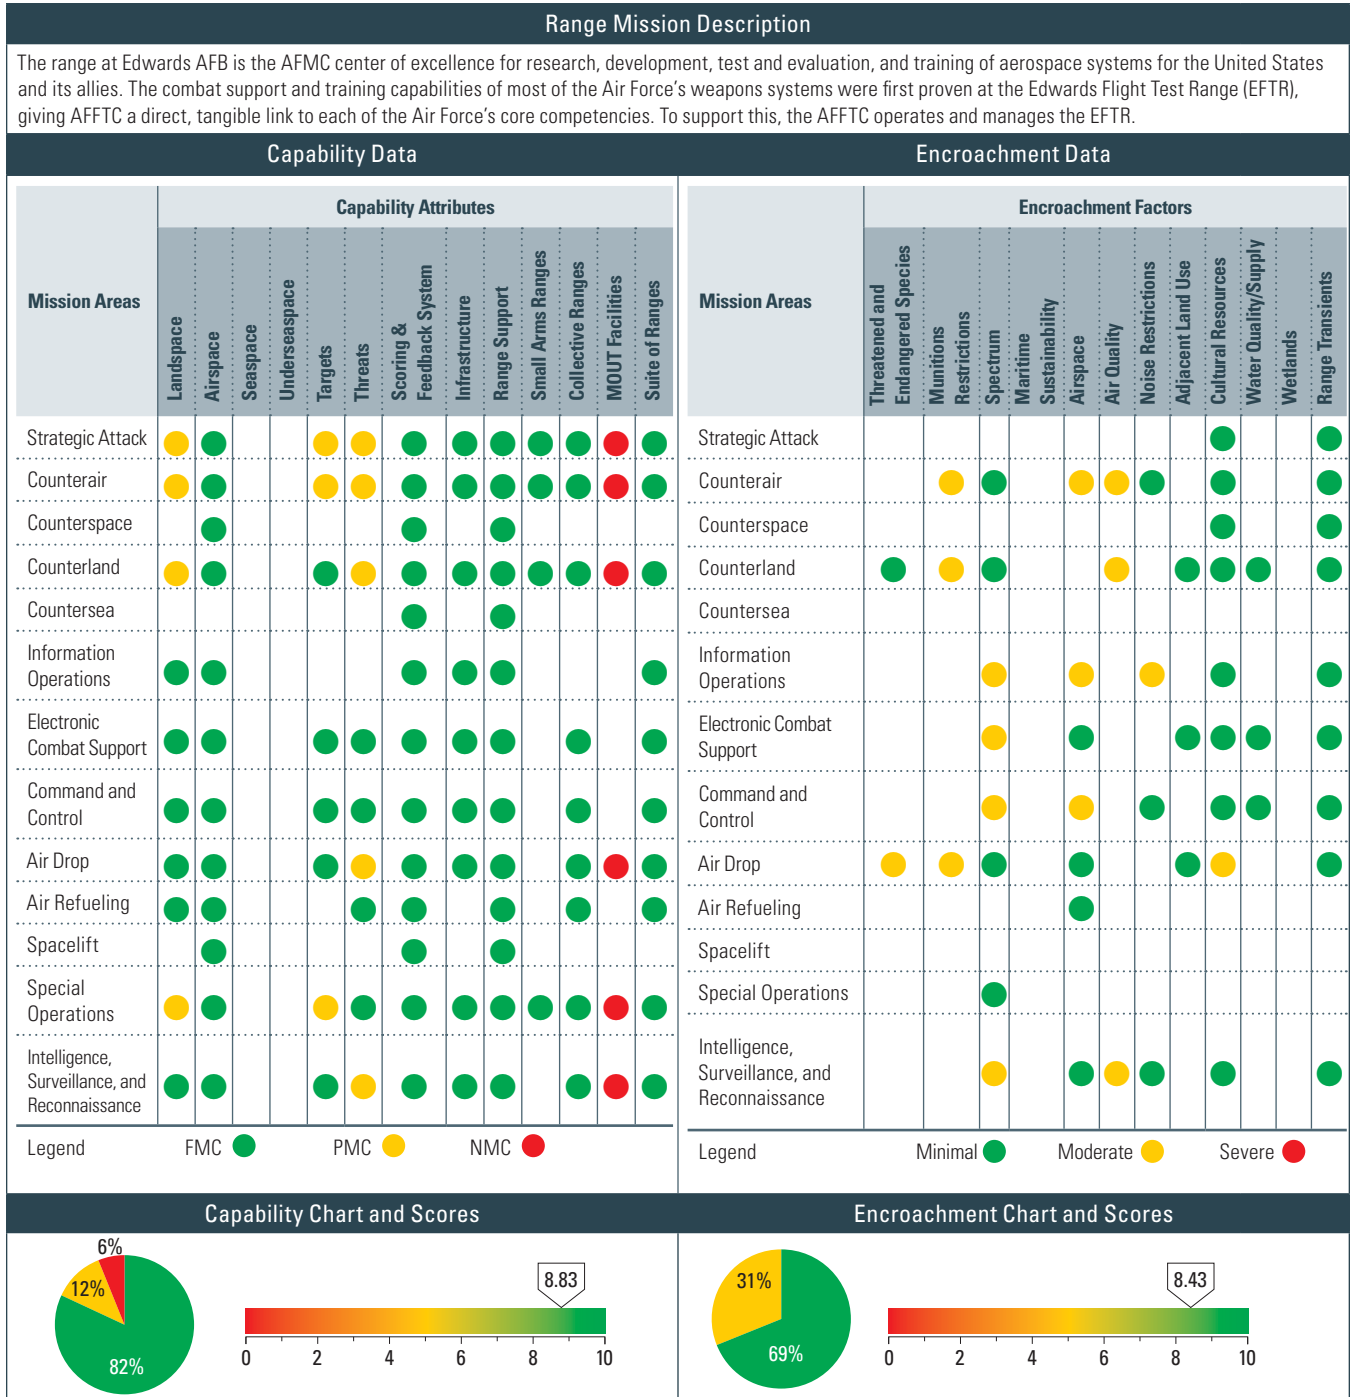 Range Mission Description
The range at Edwards AFB is the AFMC center of excellence for research, development, test and evaluation, and training of aerospace systems for the United States
and its allies. The combat support and training capabilities of most of the Air Force's weapons systems were first proven at the Edwards Flight Test Range (EFTR),
giving AFFTC a direct, tangible link to each of the Air Force's core competencies. To support this, the AFFTC operates and manages the EFTR.
Capability Data
Mission Areas
Capability Attributes
Landspace
Airspace
Seaspace
Underseaspace
Targets
Threats
Scoring &
Feedback System
Infrastructure
Range Support
Small Arms Ranges
Collective Ranges
MOUT Facilities
Suite of Ranges
Strategic Attack
Counterair
Counterspace
Counterland
Countersea
Information
Operations
Electronic
Combat Support
Command and
Control
Air Drop
Air Refueling
Spacelift
Special
Operations
Intelligence,
Surveillance, and
Reconnaissance
Legend
FMC
PMC
NMC
Encroachment Data
Mission Areas
Encroachment Factors
Threatened and
Endangered Species
Munitions
Restrictions
Spectrum
Maritime
Sustainability
Airspace
Air Quality
Noise Restrictions
Adjacent Land Use
Cultural Resources
Water Quality/Supply
Wetlands
Range Transients
Strategic Attack
Counterair
Counterspace
Counterland
Countersea
Information
Operations
Electronic Combat
Support
Command and
Control
Air Drop
Air Refueling
Spacelift
Special Operations
Intelligence,
Surveillance, and
Reconnaissance
Legend
Minimal
Moderate
Severe
Capability Chart and Scores
6%
12%
82%
8.83
0 2 4 6 8 10
Encroachment Chart and Scores
31%
69%
8.43
0 2 4 6 8 10